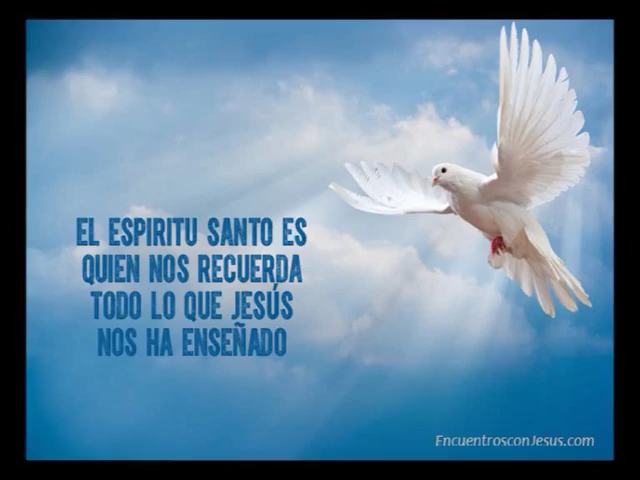 EL ESPIRITU SANTO ES
QUIEN NOS RECUERDA
TODO LO QUE JESÚS
NOS HA ENSEÑADO
EncuentrosconJesus.com